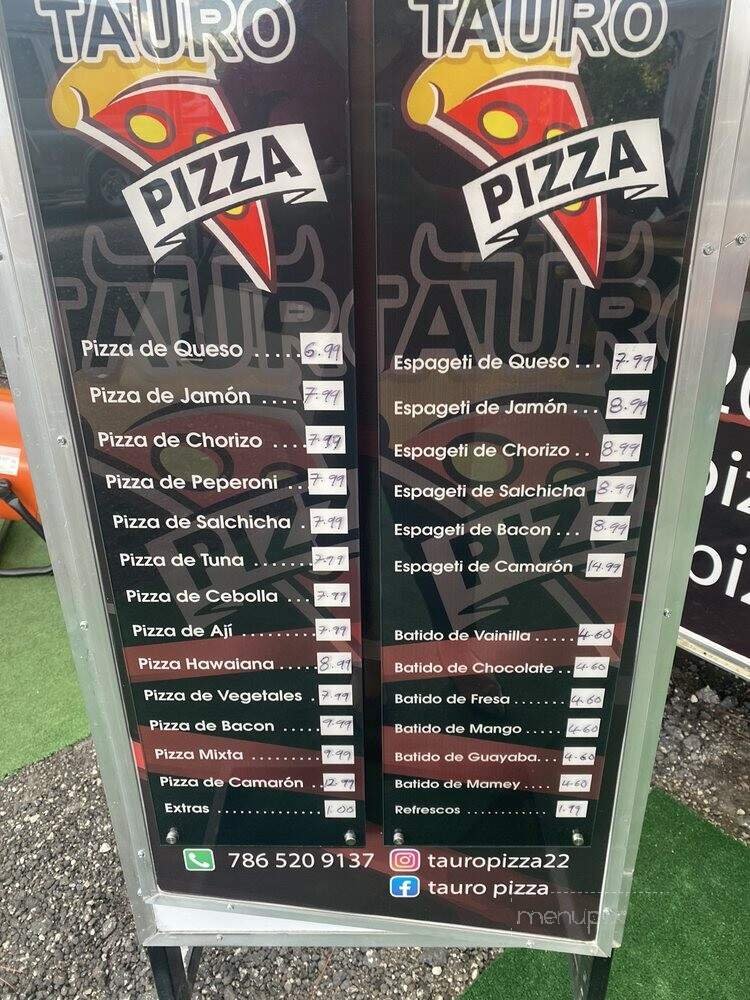 TAURO
PIZZA
TAURO
Pizza de Queso ..... 6.99
Pizza de Jamón ..... 7.99
Pizza de Chorizo .... 7.99
Pizza de Peperoni .. 7.99
Pizza de Salchicha . 7.99
Pizza de Tuna ....... 7.99
Pizza de Cebolla .... 7.99
Pizza de Ají .......... 7.99
Pizza Hawaiana ..... 8.99
Pizza de Vegetales . 7.99
Pizza de Bacon ..... 9.99
Pizza Mixta ........... 9.99
Pizza de Camarón .. 12.99
Extras ................. 1.00
TAURO
PIZZA
TAURO
Espageti de Queso ... 7.99
Espageti de Jamón ... 8.99
Espageti de Chorizo .. 8.99
Espageti de Salchicha 8.99
Espageti de Bacon ... 8.99
Espageti de Camarón 14.99
Batido de Vainilla ..... 4.60
Batido de Chocolate .. 4.60
Batido de Fresa ....... 4.60
Batido de Mango ..... 4.60
Batido de Guayaba... 4.60
Batido de Mamey .... 4.60
Refrescos ........... 1.99
786 520 9137
tauropizza22
tauro pizza
menup